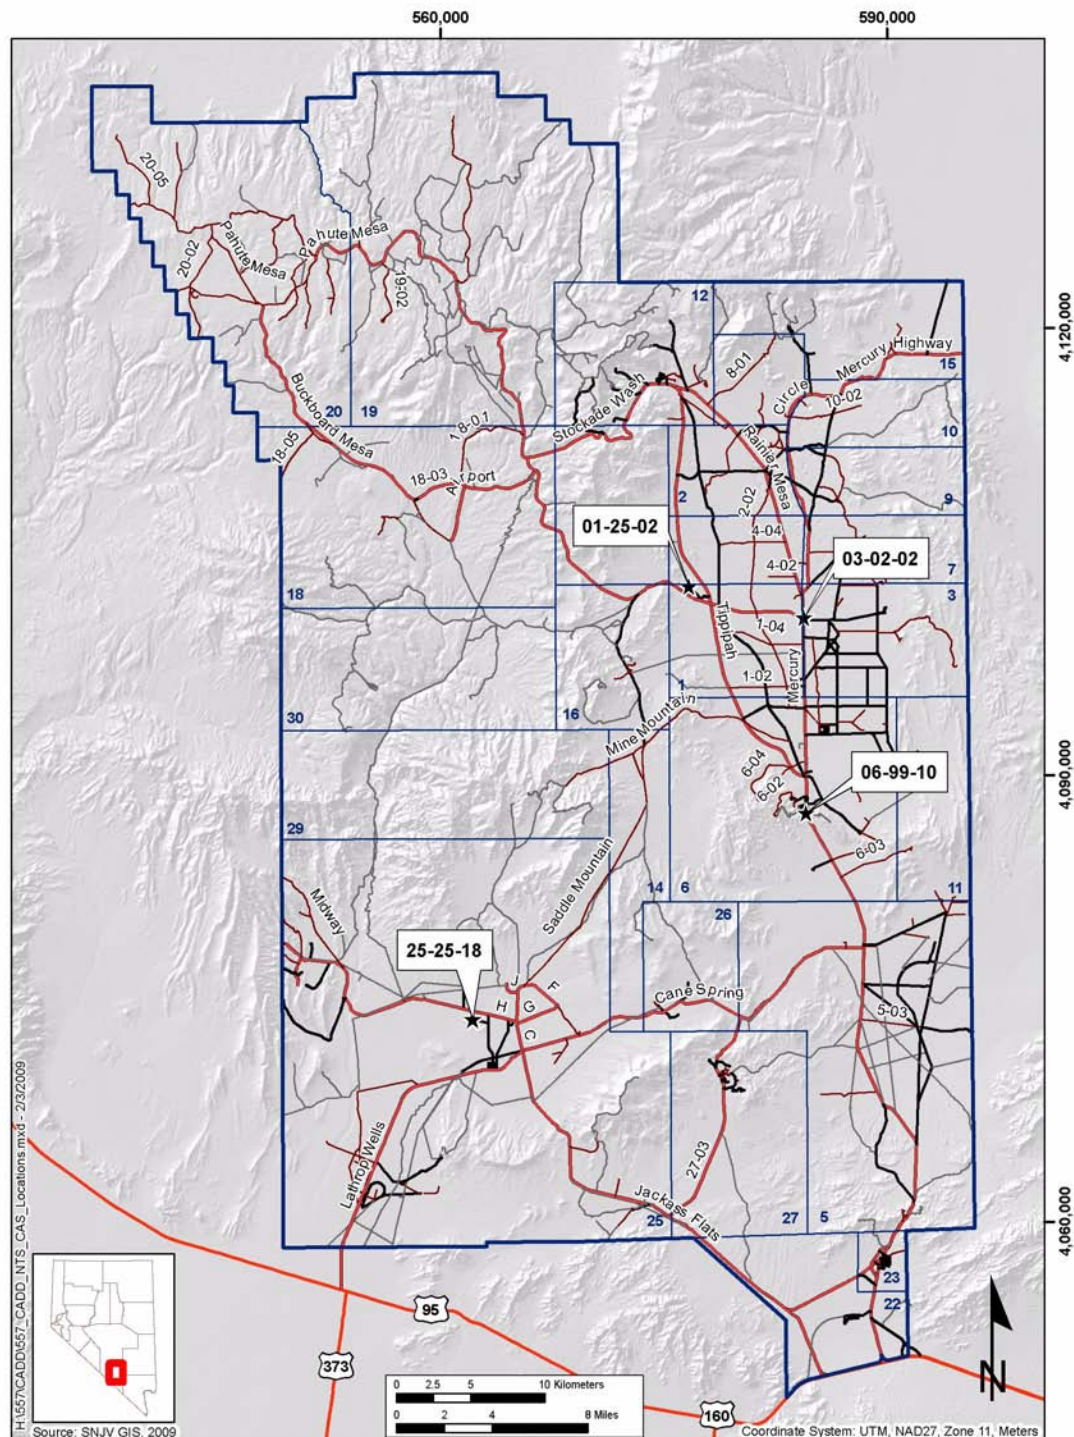 560,000
590,000
20-05
Pahute Mesa
Pahute Mesa
20-02
19-02
12
4,120,000
Highway
Mercury
Circle
15
8-01
10-02
Stockade Wash
Buckboard Mesa
20
19
18-01
10
18-05
Rainier Mesa
18-03
Airport
2
2-02
9
01-25-02
4-04
03-02-02
4-02
7
18
3
Tippipah
1-04
Mercury
1-02
1
30
16
Mine Mountain
6-04
06-99-10
4,090,000
6-02
29
6-03
Saddle Mountain
14
6
11
Midway
26
25-25-18
J
F
H
G
Cane Spring
C
5-03
Lathrop Wells
27-03
Jackass Flats
25
27
5
4,060,000
23
22
95
373
160
N
0 2.5 5 10 Kilometers
0 2 4 8 Miles
H:\557\CADD\557_CADD_NTS_CAS_Locations.mxd - 2/3/2009
Source: SNJV GIS, 2009
Coordinate System: UTM, NAD27, Zone 11, Meters